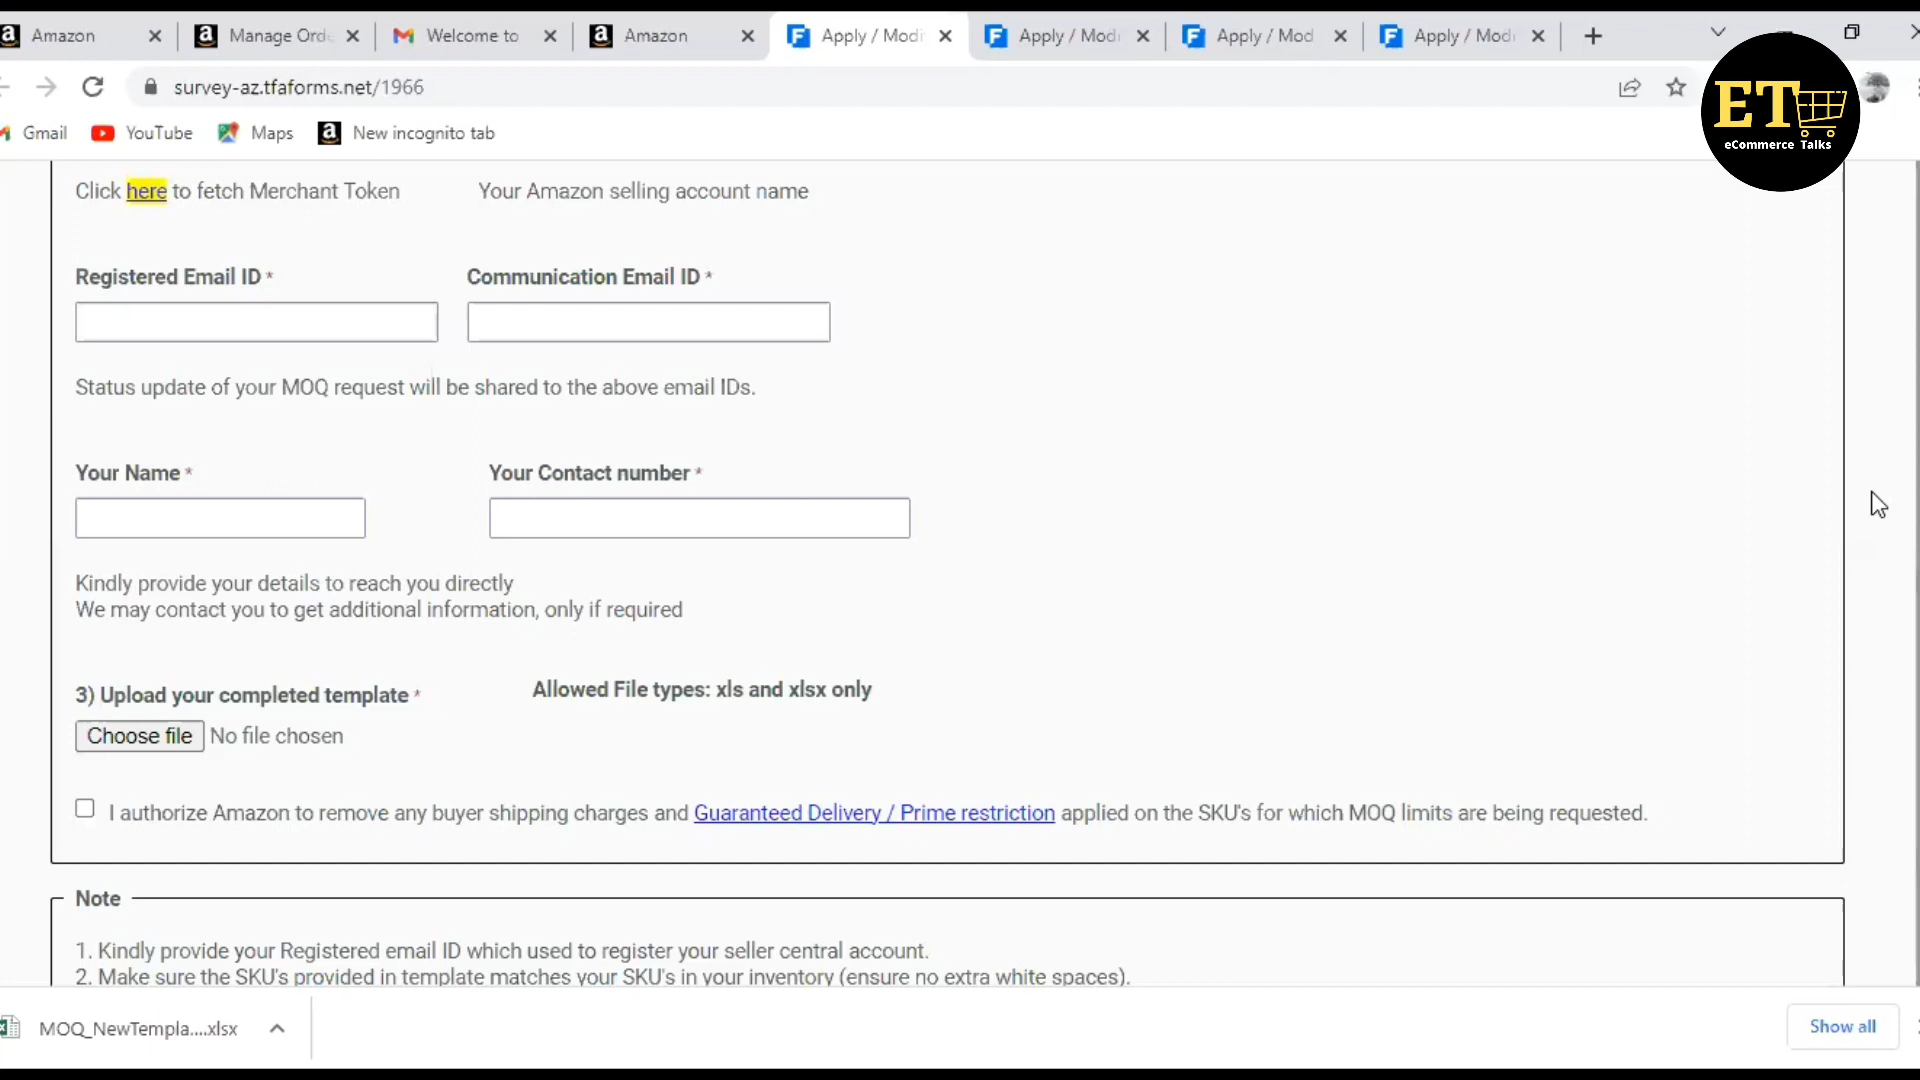 Amazon
Manage Orde
Welcome to
Amazon
Apply / Modi
Apply / Modi
Apply / Mod
Apply / Modi
survey-az.tfaforms.net/1966
ET
eCommerce Talks
Gmail
YouTube
Maps
New incognito tab
Click here to fetch Merchant Token
Your Amazon selling account name
Registered Email ID *
Communication Email ID *
Status update of your MOQ request will be shared to the above email IDs.
Your Name *
Your Contact number *
Kindly provide your details to reach you directly
We may contact you to get additional information, only if required
3) Upload your completed template *
Allowed File types: xls and xlsx only
Choose file No file chosen
I authorize Amazon to remove any buyer shipping charges and Guaranteed Delivery / Prime restriction applied on the SKU's for which MOQ limits are being requested.
Note
1. Kindly provide your Registered email ID which used to register your seller central account.
2. Make sure the SKU's provided in template matches your SKU's in your inventory (ensure no extra white spaces).
MOQ_NewTempla....xlsx
Show all